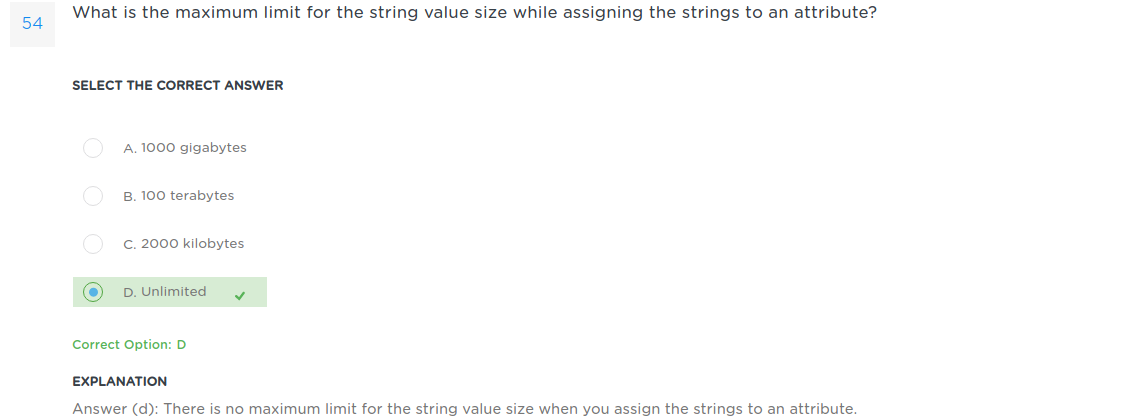 54
What is the maximum limit for the string value size while assigning the strings to an attribute?
SELECT THE CORRECT ANSWER
A. 1000 gigabytes
B. 100 terabytes
C. 2000 kilobytes
D. Unlimited
Correct Option: D
EXPLANATION
Answer (d): There is no maximum limit for the string value size when you assign the strings to an attribute.